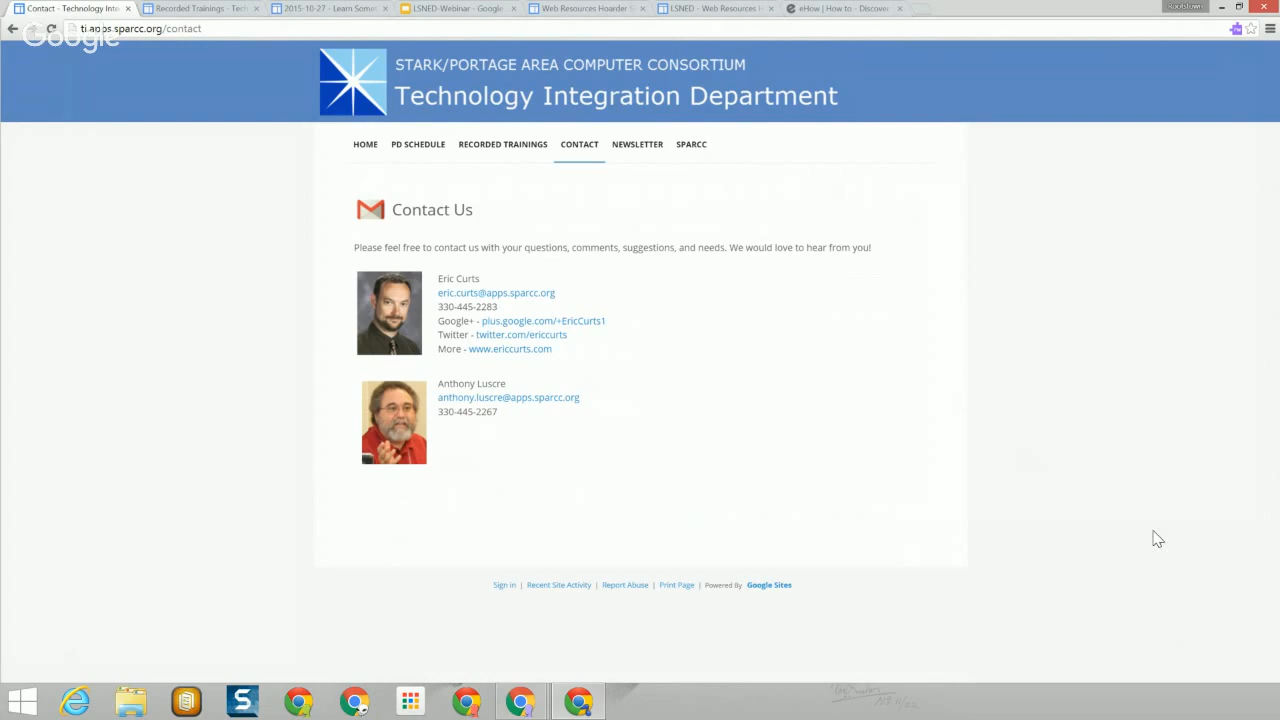 Contact - Technology Inte
Recorded Trainings - Tech
2015-10-27 - Learn Some
LSNED-Webinar - Google
Web Resources Hoarder S
LSNED - Web Resources H
eHow | How to - Discove
Rootstown
ti.apps.sparcc.org/contact
Google
STARK/PORTAGE AREA COMPUTER CONSORTIUM
Technology Integration Department
HOME PD SCHEDULE RECORDED TRAININGS CONTACT NEWSLETTER SPARCC
Contact Us
Please feel free to contact us with your questions, comments, suggestions, and needs. We would love to hear from you!
Eric Curts
eric.curts@apps.sparcc.org
330-445-2283
Google+ - plus.google.com/+EricCurts1
Twitter - twitter.com/ericcurts
More - www.ericcurts.com
Anthony Luscre
anthony.luscre@apps.sparcc.org
330-445-2267
Sign in | Recent Site Activity | Report Abuse | Print Page | Powered By Google Sites